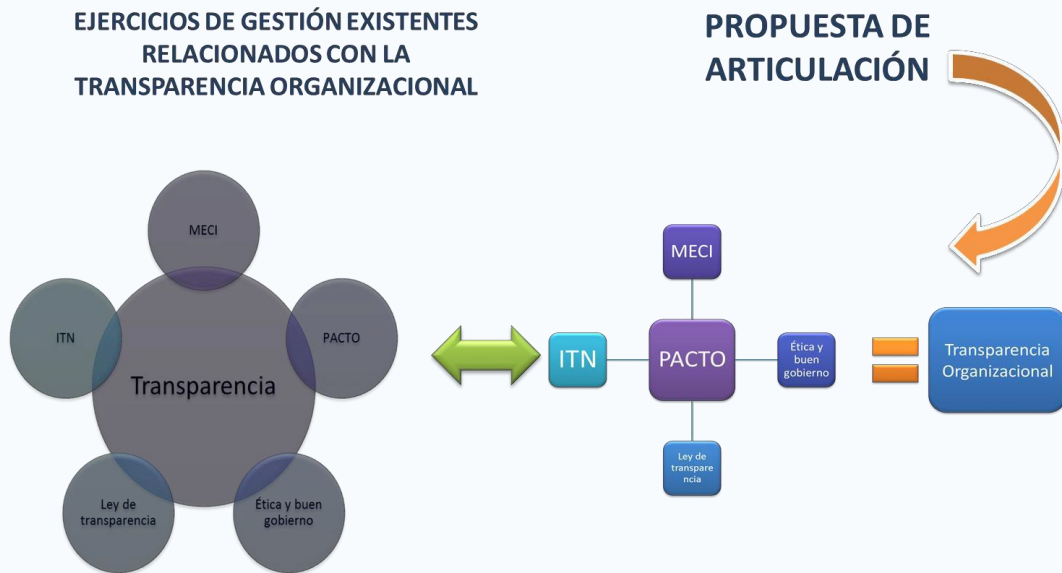 EJERCICIOS DE GESTIÓN EXISTENTES
RELACIONADOS CON LA
TRANSPARENCIA ORGANIZACIONAL
PROPUESTA DE
ARTICULACIÓN
MECI
ITN
PACTO
Transparencia
Ley de
transparencia
Ética y buen
gobierno
MECI
ITN
PACTO
Ética y
buen
gobierno
Ley de
transpare
ncia
Transparencia
Organizacional